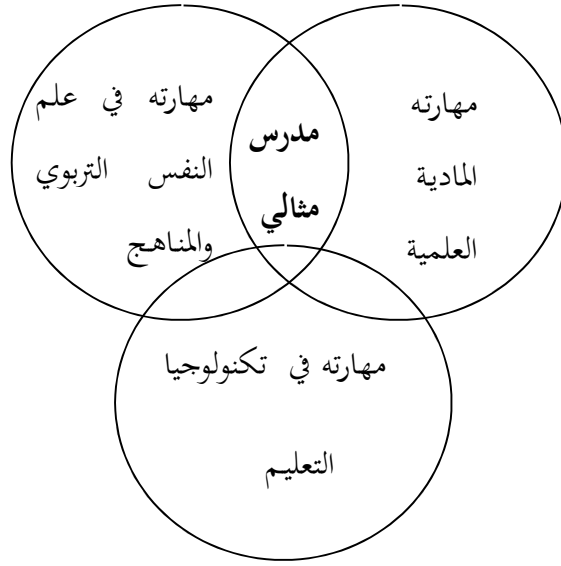 مهارته
المادية
العلمية
مدرس
مثالي
مهارته في علم
النفس التربوي
والمناهج
مهارته في تكنولوجيا
التعليم